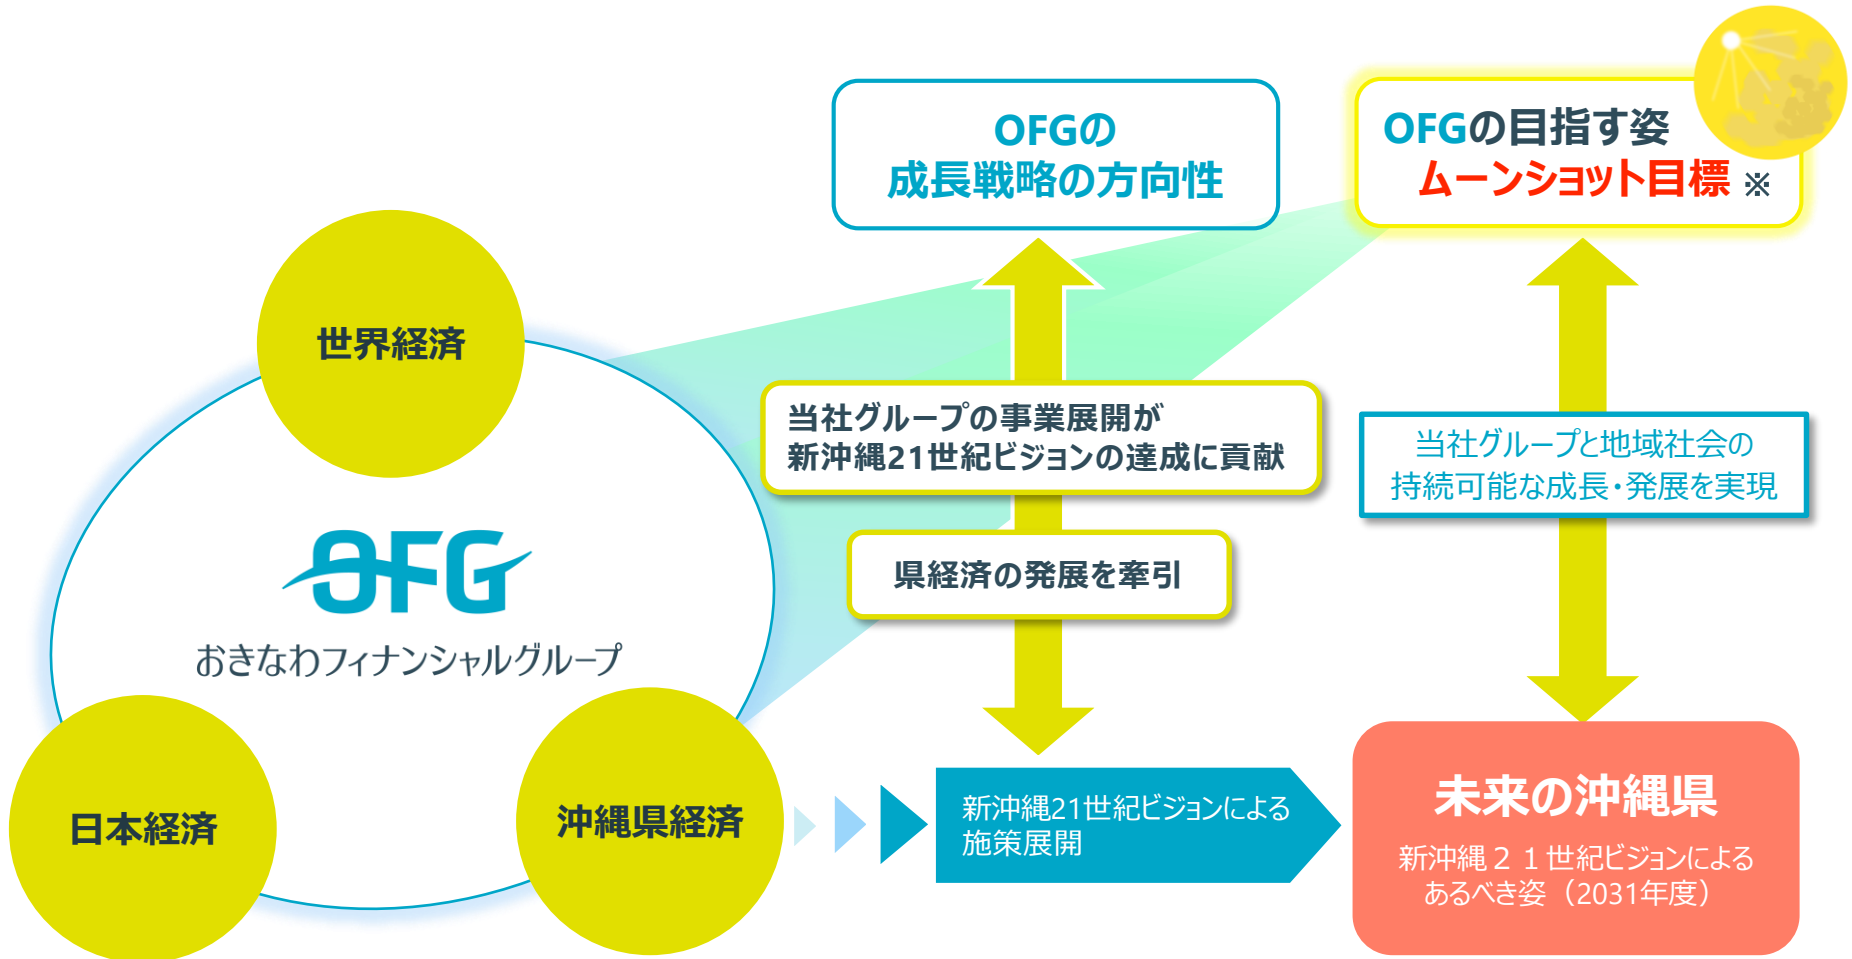 OFGの
成長戦略の方向性
OFGの目指す姿
ムーンショット目標 ※
世界経済
OFG
おきなわフィナンシャルグループ
日本経済
沖縄県経済
当社グループの事業展開が
新沖縄21世紀ビジョンの達成に貢献
県経済の発展を牽引
当社グループと地域社会の
持続可能な成長・発展を実現
新沖縄21世紀ビジョンによる
施策展開
未来の沖縄県
新沖縄21世紀ビジョンによる
あるべき姿（2031年度）